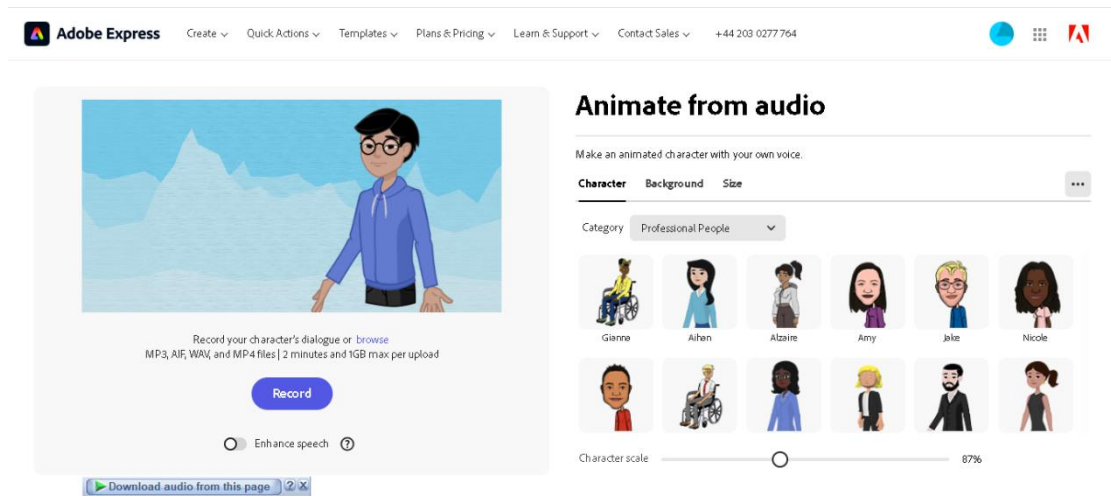 Adobe Express Create Quick Actions Templates Plans & Pricing Learn & Support Contact Sales +44 203 0277 764
Animate from audio
Make an animated character with your own voice.
Character Background Size ...
Category Professional People
Gianna Aihan Alzaire Amy Jake Nicole
Character scale 87%
Record your character's dialogue or browse
MP3, AIF, WAV, and MP4 files | 2 minutes and 1GB max per upload
Record
Enhance speech ?
Download audio from this page ? X